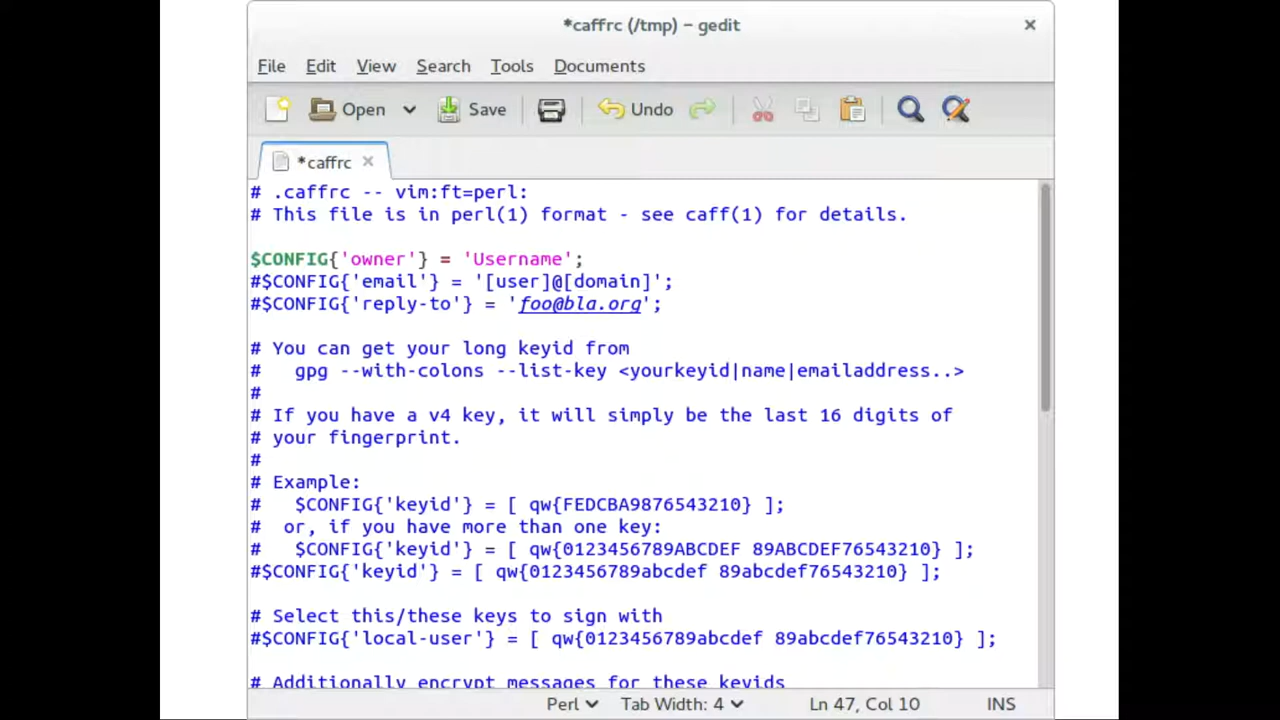 *caffrc (/tmp) – gedit
File Edit View Search Tools Documents
Open Save Undo
*caffrc
# .caffrc -- vim:ft=perl:
# This file is in perl(1) format - see caff(1) for details.
$CONFIG{'owner'} = 'Username';
#$CONFIG{'email'} = '[user]@[domain]';
#$CONFIG{'reply-to'} = 'foo@bla.org';
# You can get your long keyid from
#   gpg --with-colons --list-key <yourkeyid|name|emailaddress..>
#
# If you have a v4 key, it will simply be the last 16 digits of
# your fingerprint.
#
# Example:
#   $CONFIG{'keyid'} = [ qw{FEDCBA9876543210} ];
#  or, if you have more than one key:
#   $CONFIG{'keyid'} = [ qw{0123456789ABCDEF 89ABCDEF76543210} ];
#$CONFIG{'keyid'} = [ qw{0123456789abcdef 89abcdef76543210} ];
# Select this/these keys to sign with
#$CONFIG{'local-user'} = [ qw{0123456789abcdef 89abcdef76543210} ];
# Additionally encrypt messages for these keyids
Perl Tab Width: 4 Ln 47, Col 10 INS